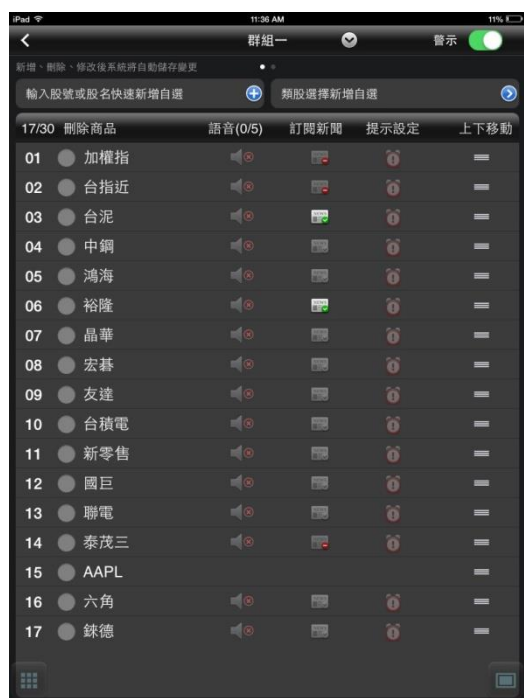 iPad 11:36 AM 11%
群組一 警示
新增、刪除、修改後系統將自動儲存變更
輸入股號或股名快速新增自選 類股選擇新增自選
17/30 刪除商品 語音(0/5) 訂閱新聞 提示設定 上下移動
01 加權指
02 台指近
03 台泥
04 中鋼
05 鴻海
06 裕隆
07 晶華
08 宏碁
09 友達
10 台積電
11 新零售
12 國巨
13 聯電
14 泰茂三
15 AAPL
16 六角
17 錸德